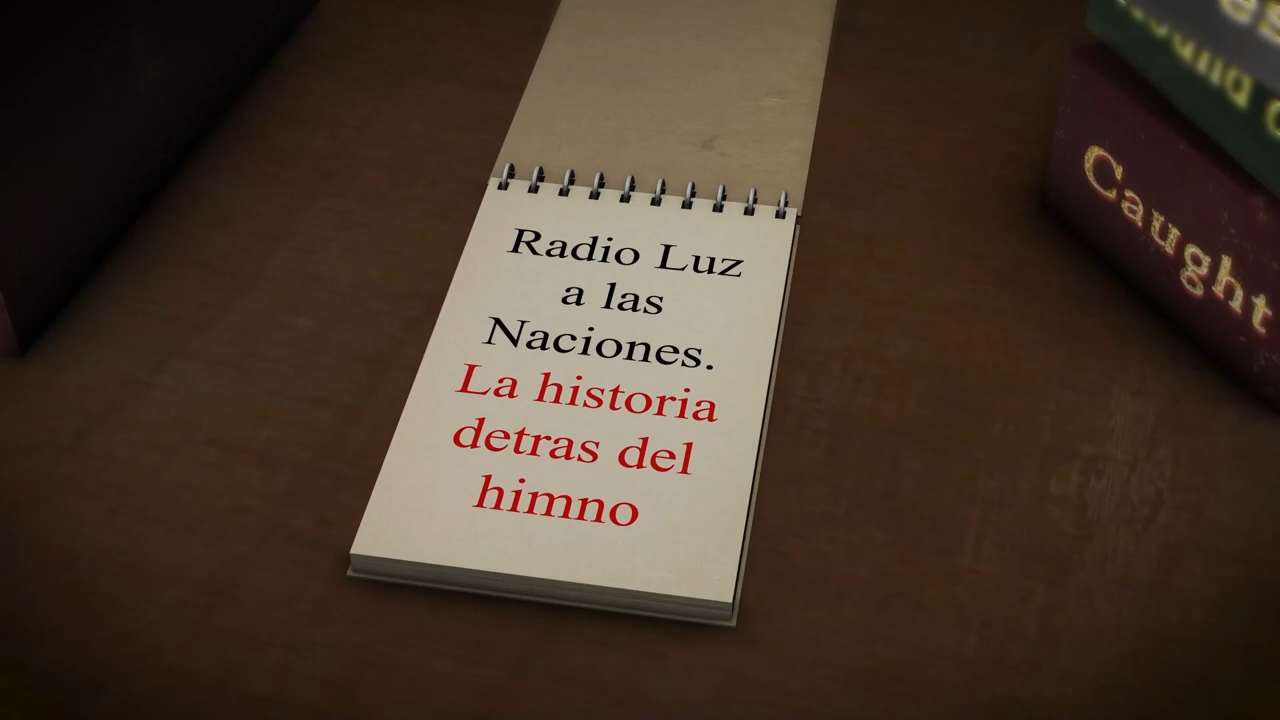 Radio Luz
a las
Naciones.
La historia
detras del
himno
Caught